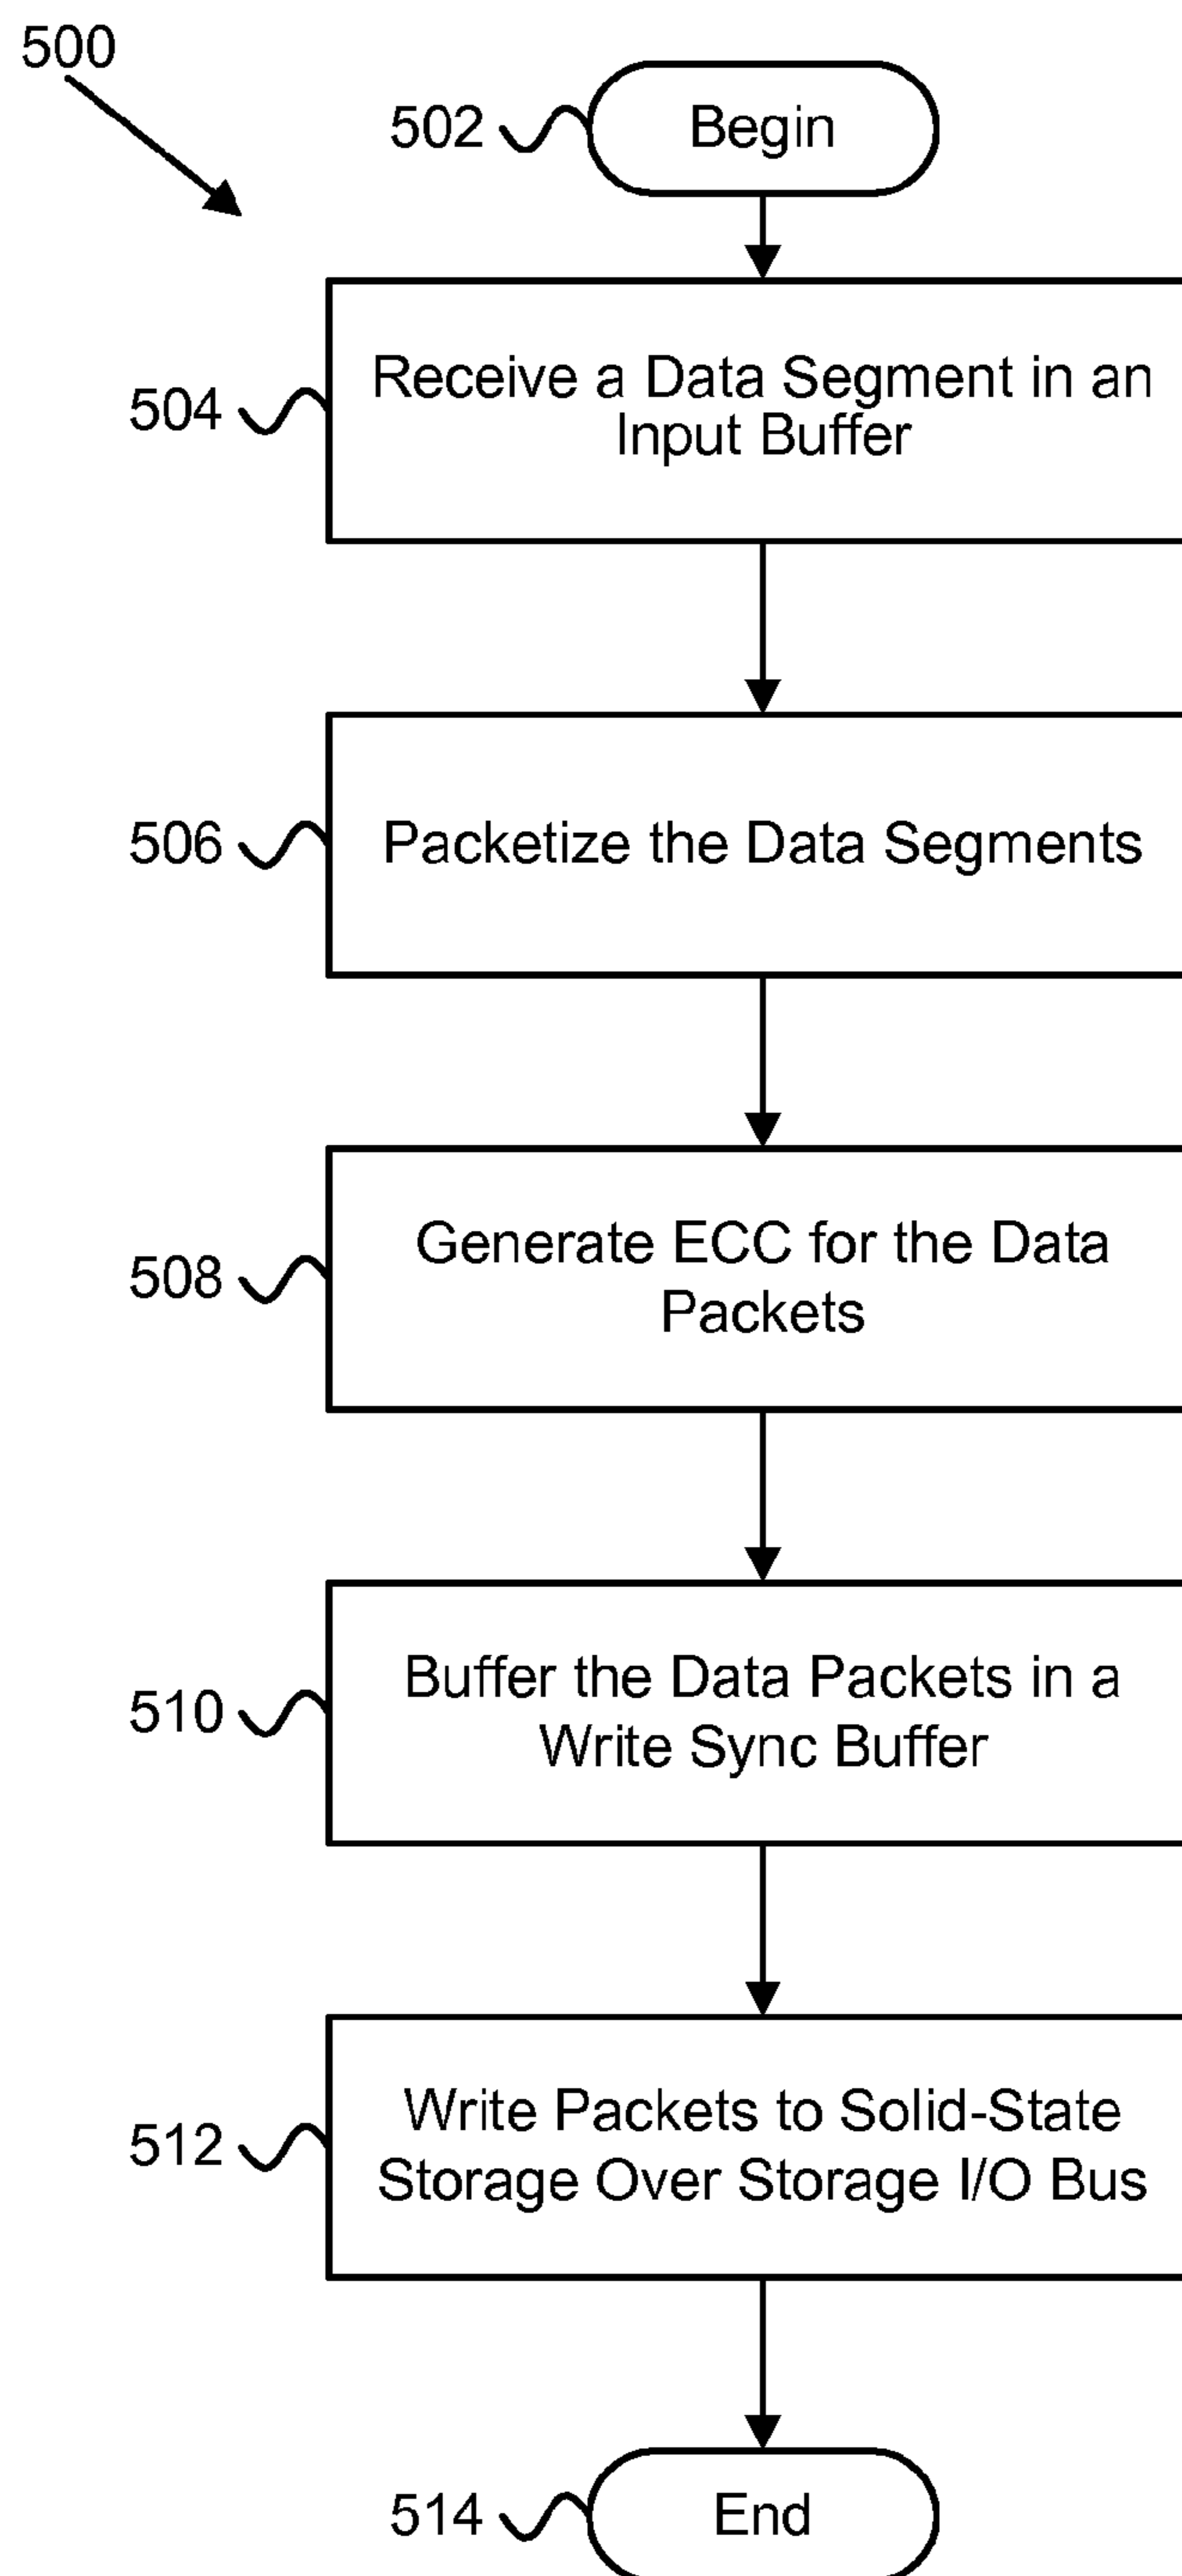 500
502
Begin
504
Receive a Data Segment in an
Input Buffer
506
Packetize the Data Segments
508
Generate ECC for the Data
Packets
510
Buffer the Data Packets in a
Write Sync Buffer
512
Write Packets to Solid-State
Storage Over Storage I/O Bus
514
End